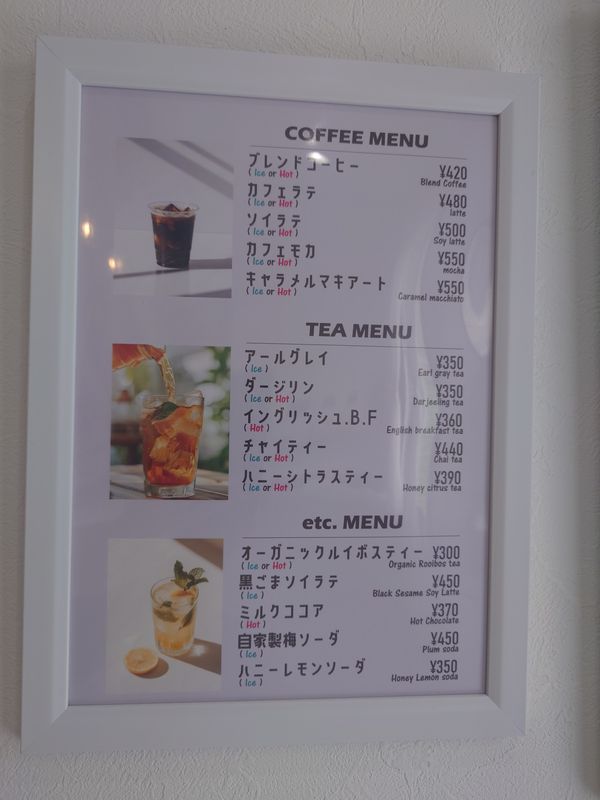 COFFEE MENU
ブレンドコーヒー ¥420
( Ice or Hot ) Blend Coffee
カフェラテ ¥480
( Ice or Hot ) latte
ソイラテ ¥500
( Ice or Hot ) Soy latte
カフェモカ ¥550
( Ice or Hot ) mocha
キャラメルマキアート ¥550
( Ice or Hot ) Caramel macchiato
TEA MENU
アールグレイ ¥350
( Ice ) Earl gray tea
ダージリン ¥350
( Ice or Hot ) Darjeeling tea
イングリッシュ.B.F ¥360
( Hot ) English breakfast tea
チャイティー ¥440
( Ice or Hot ) Chai tea
ハニーシトラスティー ¥390
( Ice or Hot ) Honey citrus tea
etc. MENU
オーガニックルイボスティー ¥300
( Ice or Hot ) Organic Rooibos tea
黒ごまソイラテ ¥450
( Ice ) Black Sesame Soy Latte
ミルクココア ¥370
( Hot ) Hot Chocolate
自家製梅ソーダ ¥450
( Ice ) Plum soda
ハニーレモンソーダ ¥350
( Ice ) Honey Lemon soda